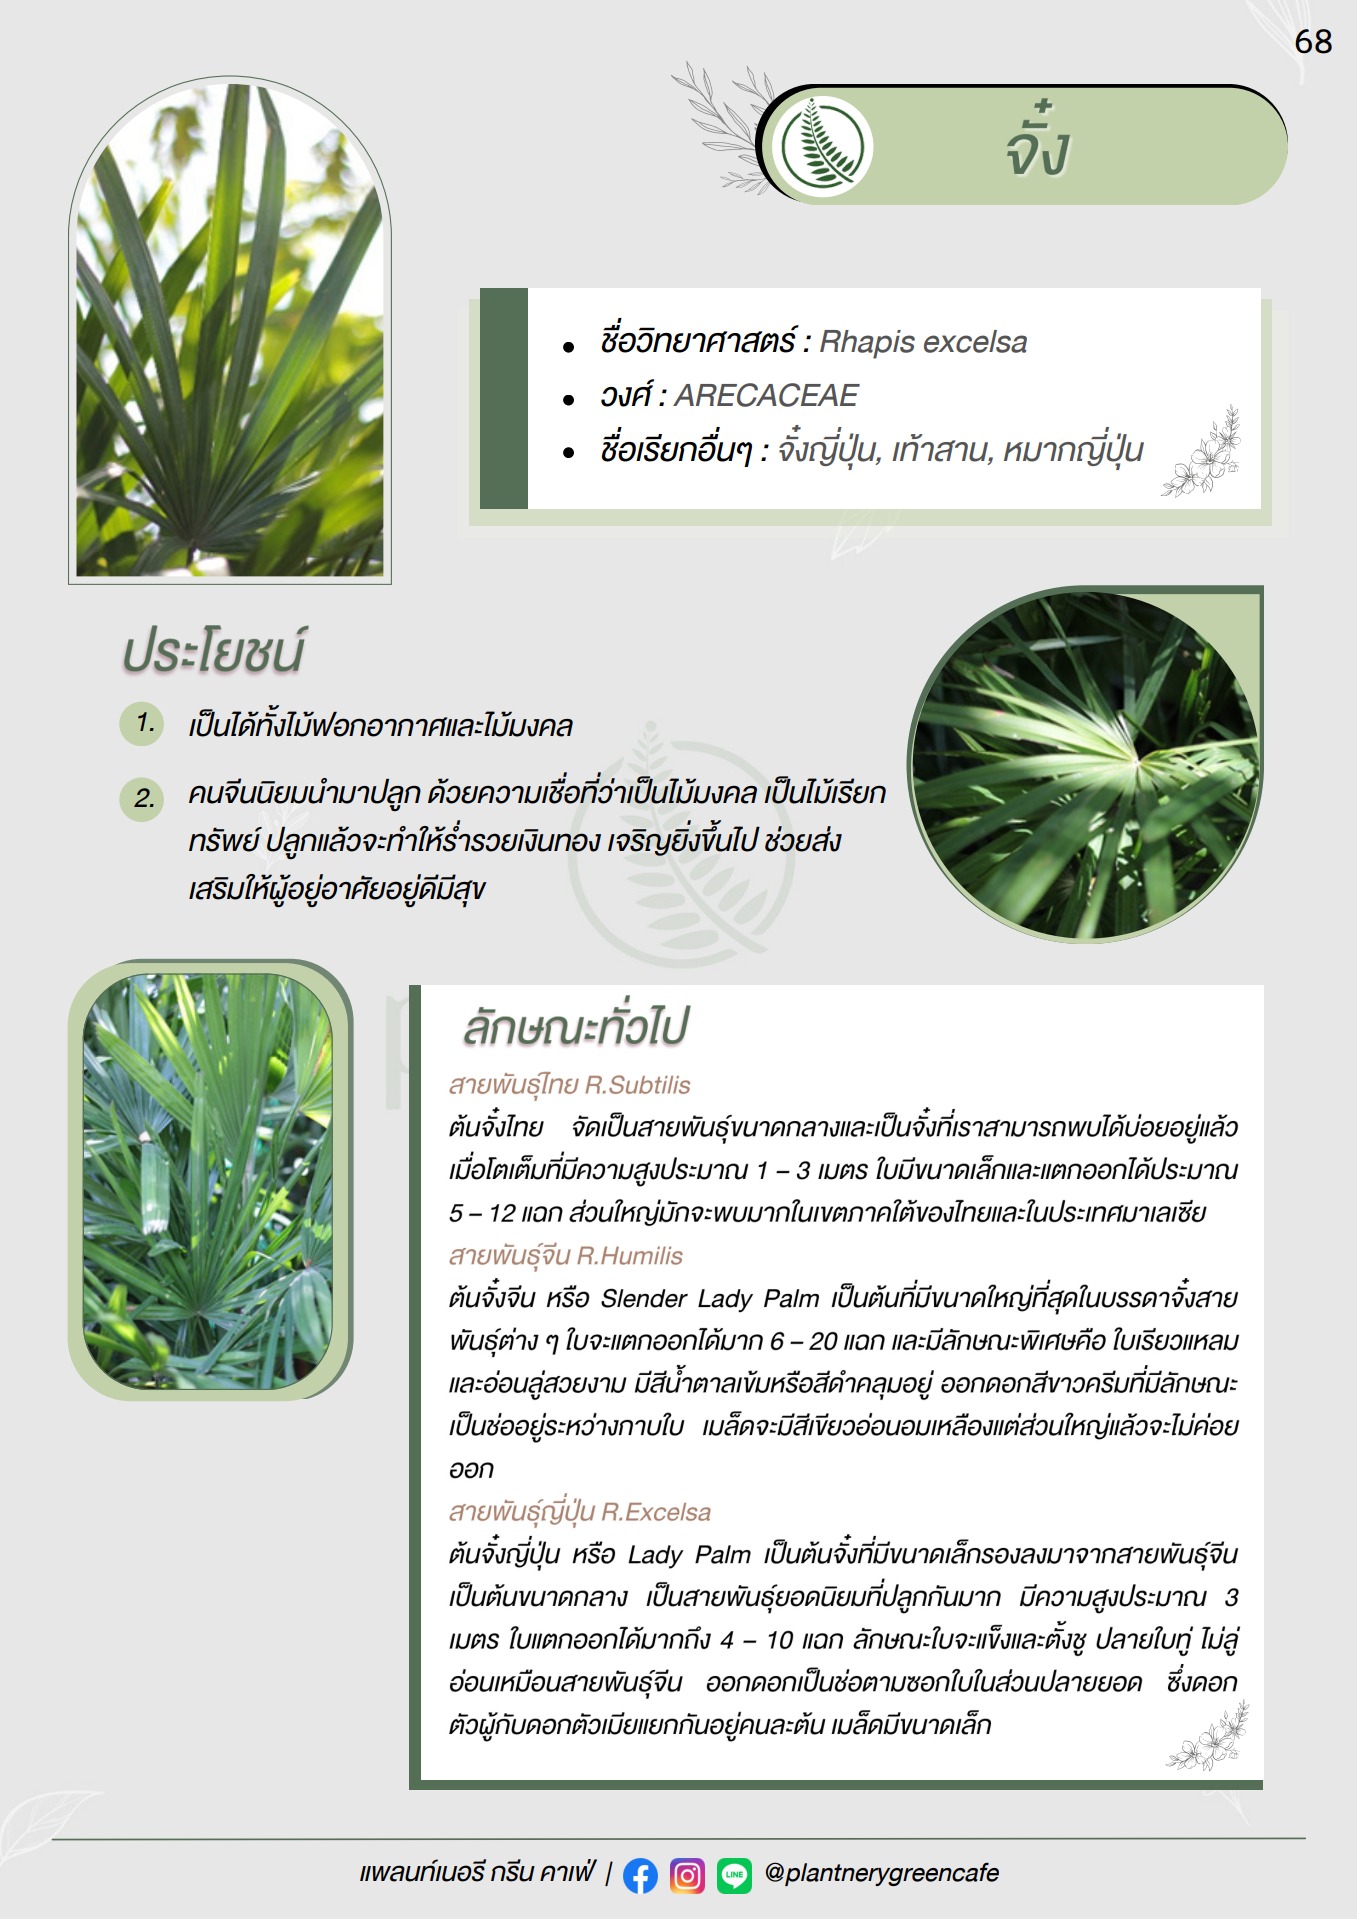 68
จั๋ง
ชื่อวิทยาศาสตร์ : Rhapis excelsa
วงศ์ : ARECACEAE
ชื่อเรียกอื่นๆ : จั๋งญี่ปุ่น, เท้าสาน, หมากญี่ปุ่น
ประโยชน์
1. เป็นได้ทั้งไม้ฟอกอากาศและไม้มงคล
2. คนจีนนิยมนำมาปลูก ด้วยความเชื่อที่ว่าเป็นไม้มงคล เป็นไม้เรียก
ทรัพย์ ปลูกแล้วจะทำให้ร่ำรวยเงินทอง เจริญยิ่งขึ้นไป ช่วยส่ง
เสริมให้ผู้อยู่อาศัยอยู่ดีมีสุข
ลักษณะทั่วไป
สายพันธุ์ไทย R.Subtilis
ต้นจั๋งไทย จัดเป็นสายพันธุ์ขนาดกลางและเป็นจั๋งที่เราสามารถพบได้บ่อยอยู่แล้ว
เมื่อโตเต็มที่มีความสูงประมาณ 1 – 3 เมตร ใบมีขนาดเล็กและแตกออกได้ประมาณ
5 – 12 แฉก ส่วนใหญ่มักจะพบมากในเขตภาคใต้ของไทยและในประเทศมาเลเซีย
สายพันธุ์จีน R.Humilis
ต้นจั๋งจีน หรือ Slender Lady Palm เป็นต้นที่มีขนาดใหญ่ที่สุดในบรรดาจั๋งสาย
พันธุ์ต่าง ๆ ใบจะแตกออกได้มาก 6 – 20 แฉก และมีลักษณะพิเศษคือ ใบเรียวแหลม
และอ่อนลู่สวยงาม มีสีน้ำตาลเข้มหรือสีดำคลุมอยู่ ออกดอกสีขาวครีมที่มีลักษณะ
เป็นช่ออยู่ระหว่างกาบใบ เมล็ดจะมีสีเขียวอ่อนอมเหลืองแต่ส่วนใหญ่แล้วจะไม่ค่อย
ออก
สายพันธุ์ญี่ปุ่น R.Excelsa
ต้นจั๋งญี่ปุ่น หรือ Lady Palm เป็นต้นจั๋งที่มีขนาดเล็กรองลงมาจากสายพันธุ์จีน
เป็นต้นขนาดกลาง เป็นสายพันธุ์ยอดนิยมที่ปลูกกันมาก มีความสูงประมาณ 3
เมตร ใบแตกออกได้มากถึง 4 – 10 แฉก ลักษณะใบจะแข็งและตั้งชู ปลายใบทู่ ไม่ลู่
อ่อนเหมือนสายพันธุ์จีน ออกดอกเป็นช่อตามซอกใบในส่วนปลายยอด ซึ่งดอก
ตัวผู้กับดอกตัวเมียแยกกันอยู่คนละต้น เมล็ดมีขนาดเล็ก
แพลนท์เนอรี กรีน คาเฟ่ | LINE @plantnerygreencafe